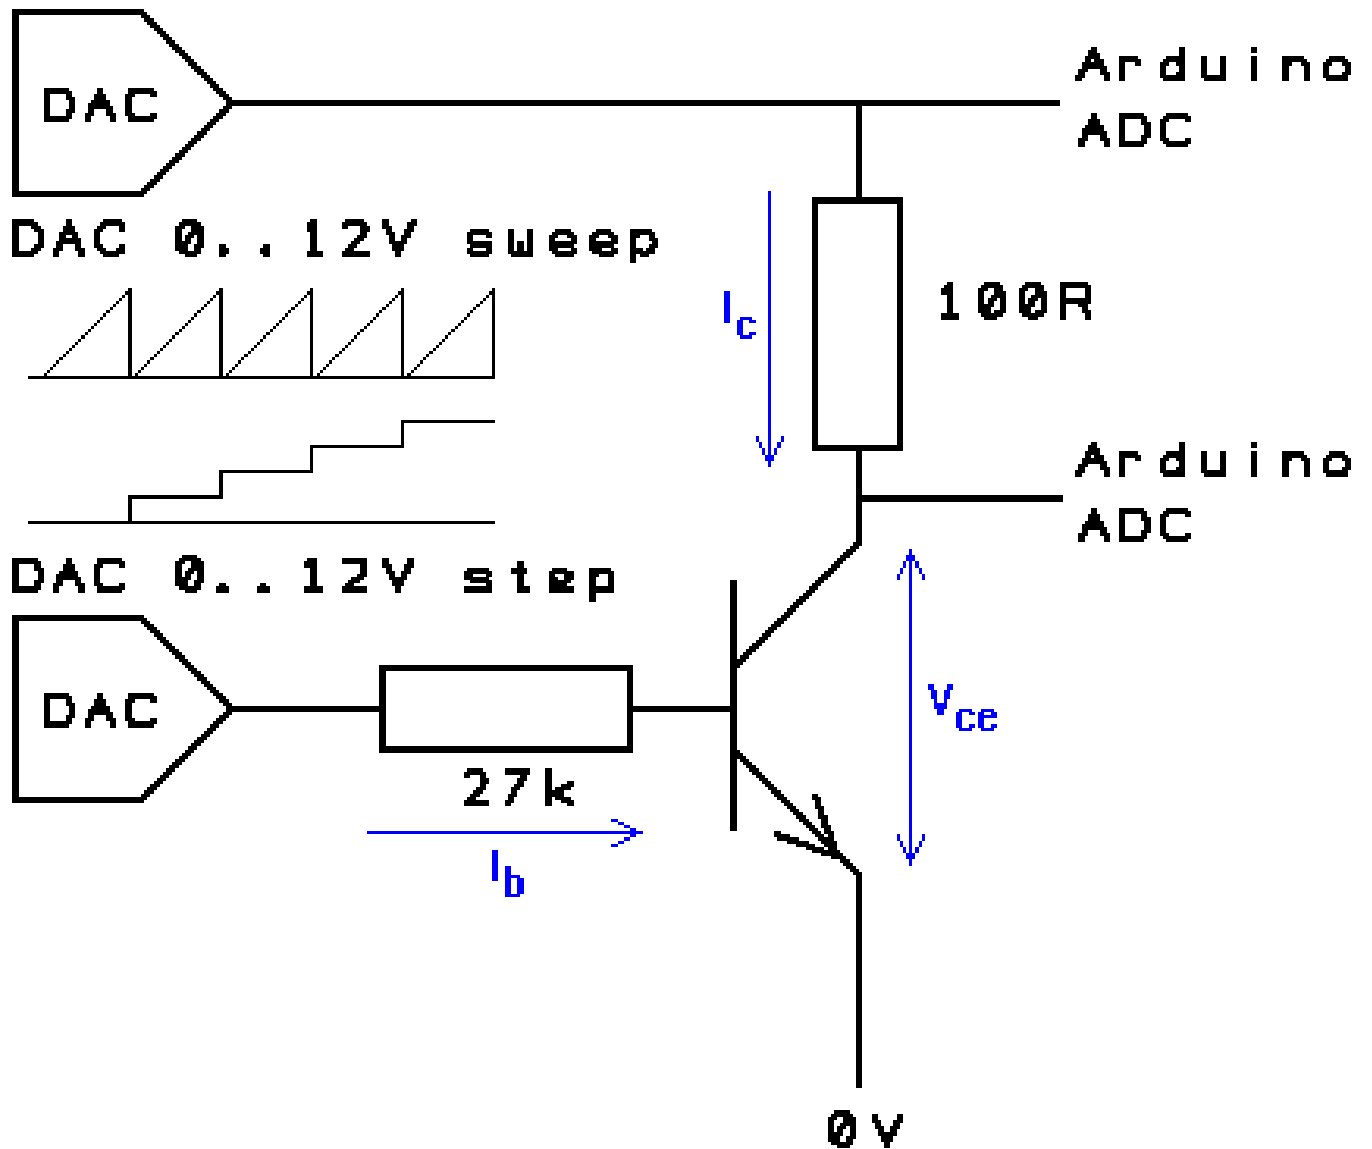 DAC
Arduino
ADC
DAC 0..12V sweep
Ic
100R
Arduino
ADC
DAC 0..12V step
DAC
Vce
27k
Ib
0V